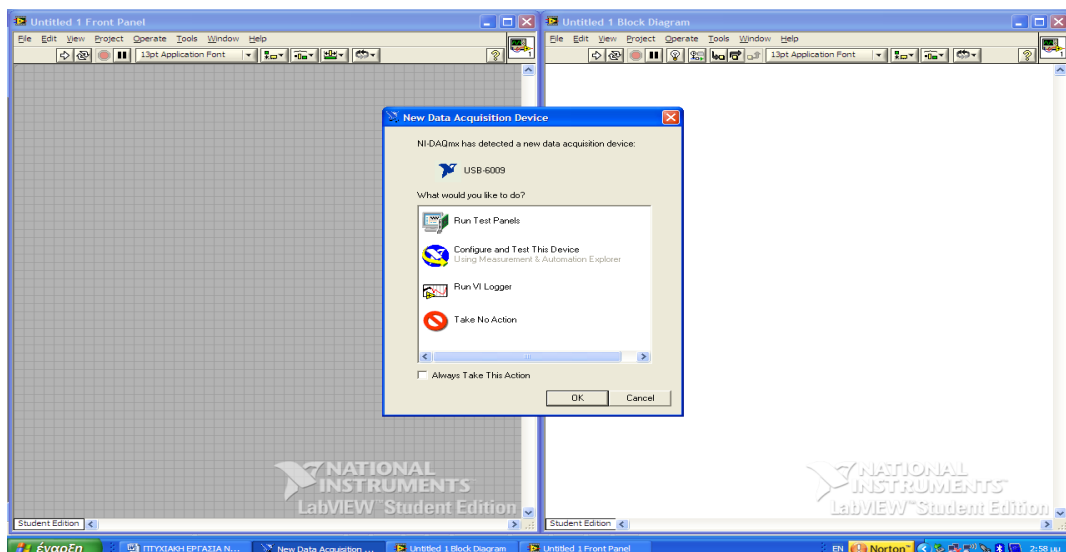 Untitled 1 Front Panel
File Edit View Project Operate Tools Window Help
13pt Application Font
Untitled 1 Block Diagram
File Edit View Project Operate Tools Window Help
13pt Application Font
New Data Acquisition Device
NI-DAQmx has detected a new data acquisition device:
USB-6009
What would you like to do?
Run Test Panels
Configure and Test This Device
Using Measurement & Automation Explorer
Run VI Logger
Take No Action
Always Take This Action
OK Cancel
NATIONAL
INSTRUMENTS
LabVIEW™ Student Edition
Student Edition
NATIONAL
INSTRUMENTS
LabVIEW™ Student Edition
Student Edition
έναρξη ΠΤΥΧΙΑΚΗ ΕΡΓΑΣΙΑ N... New Data Acquisition ... Untitled 1 Block Diagram Untitled 1 Front Panel EN Norton™ 2:58 μμ